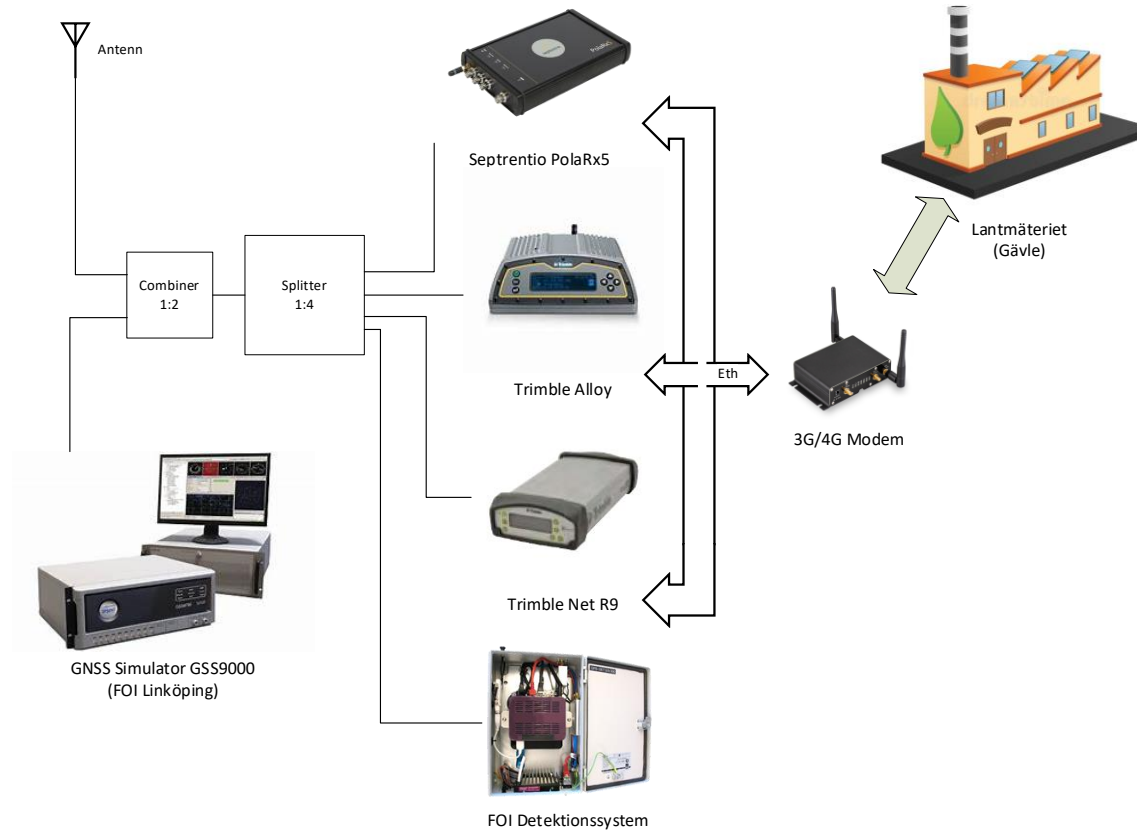 Antenn
PolaRx5
Septrentio PolaRx5
Lantmäteriet
(Gävle)
Combiner
1:2
Splitter
1:4
Trimble Alloy
Eth
3G/4G Modem
Trimble Net R9
GNSS Simulator GSS9000
(FOI Linköping)
FOI Detektionssystem